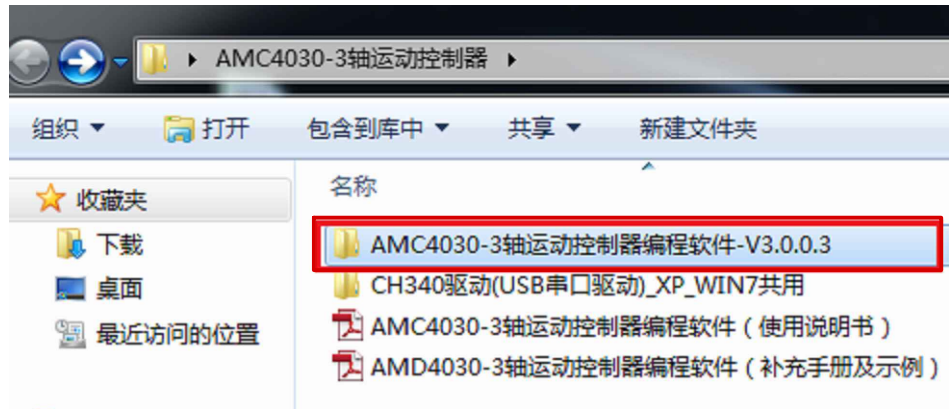 AMC4030-3轴运动控制器
组织 打开 包含到库中 共享 新建文件夹
收藏夹
下载
桌面
最近访问的位置
名称
AMC4030-3轴运动控制器编程软件-V3.0.0.3
CH340驱动(USB串口驱动)_XP_WIN7共用
AMC4030-3轴运动控制器编程软件（使用说明书）
AMD4030-3轴运动控制器编程软件（补充手册及示例）